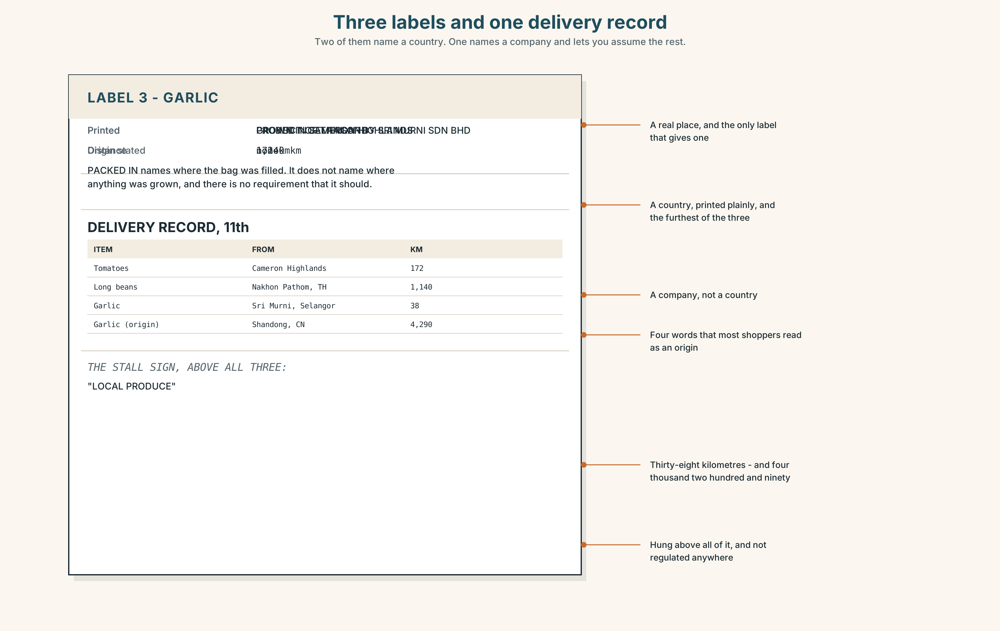 Three labels and one delivery record
Two of them name a country. One names a company and lets you assume the rest.
LABEL 3 - GARLIC
Printed
SDN BHD
PACKED IN names where the bag was filled. It does not name where
anything was grown, and there is no requirement that it should.
DELIVERY RECORD, 11th
ITEM FROM KM
Tomatoes Cameron Highlands 172
Long beans Nakhon Pathom, TH 1,140
Garlic Sri Murni, Selangor 38
Garlic (origin) Shandong, CN 4,290
THE STALL SIGN, ABOVE ALL THREE:
"LOCAL PRODUCE"
A real place, and the only label
that gives one
A country, printed plainly, and
the furthest of the three
A company, not a country
Four words that most shoppers read
as an origin
Thirty-eight kilometres - and four
thousand two hundred and ninety
Hung above all of it, and not
regulated anywhere